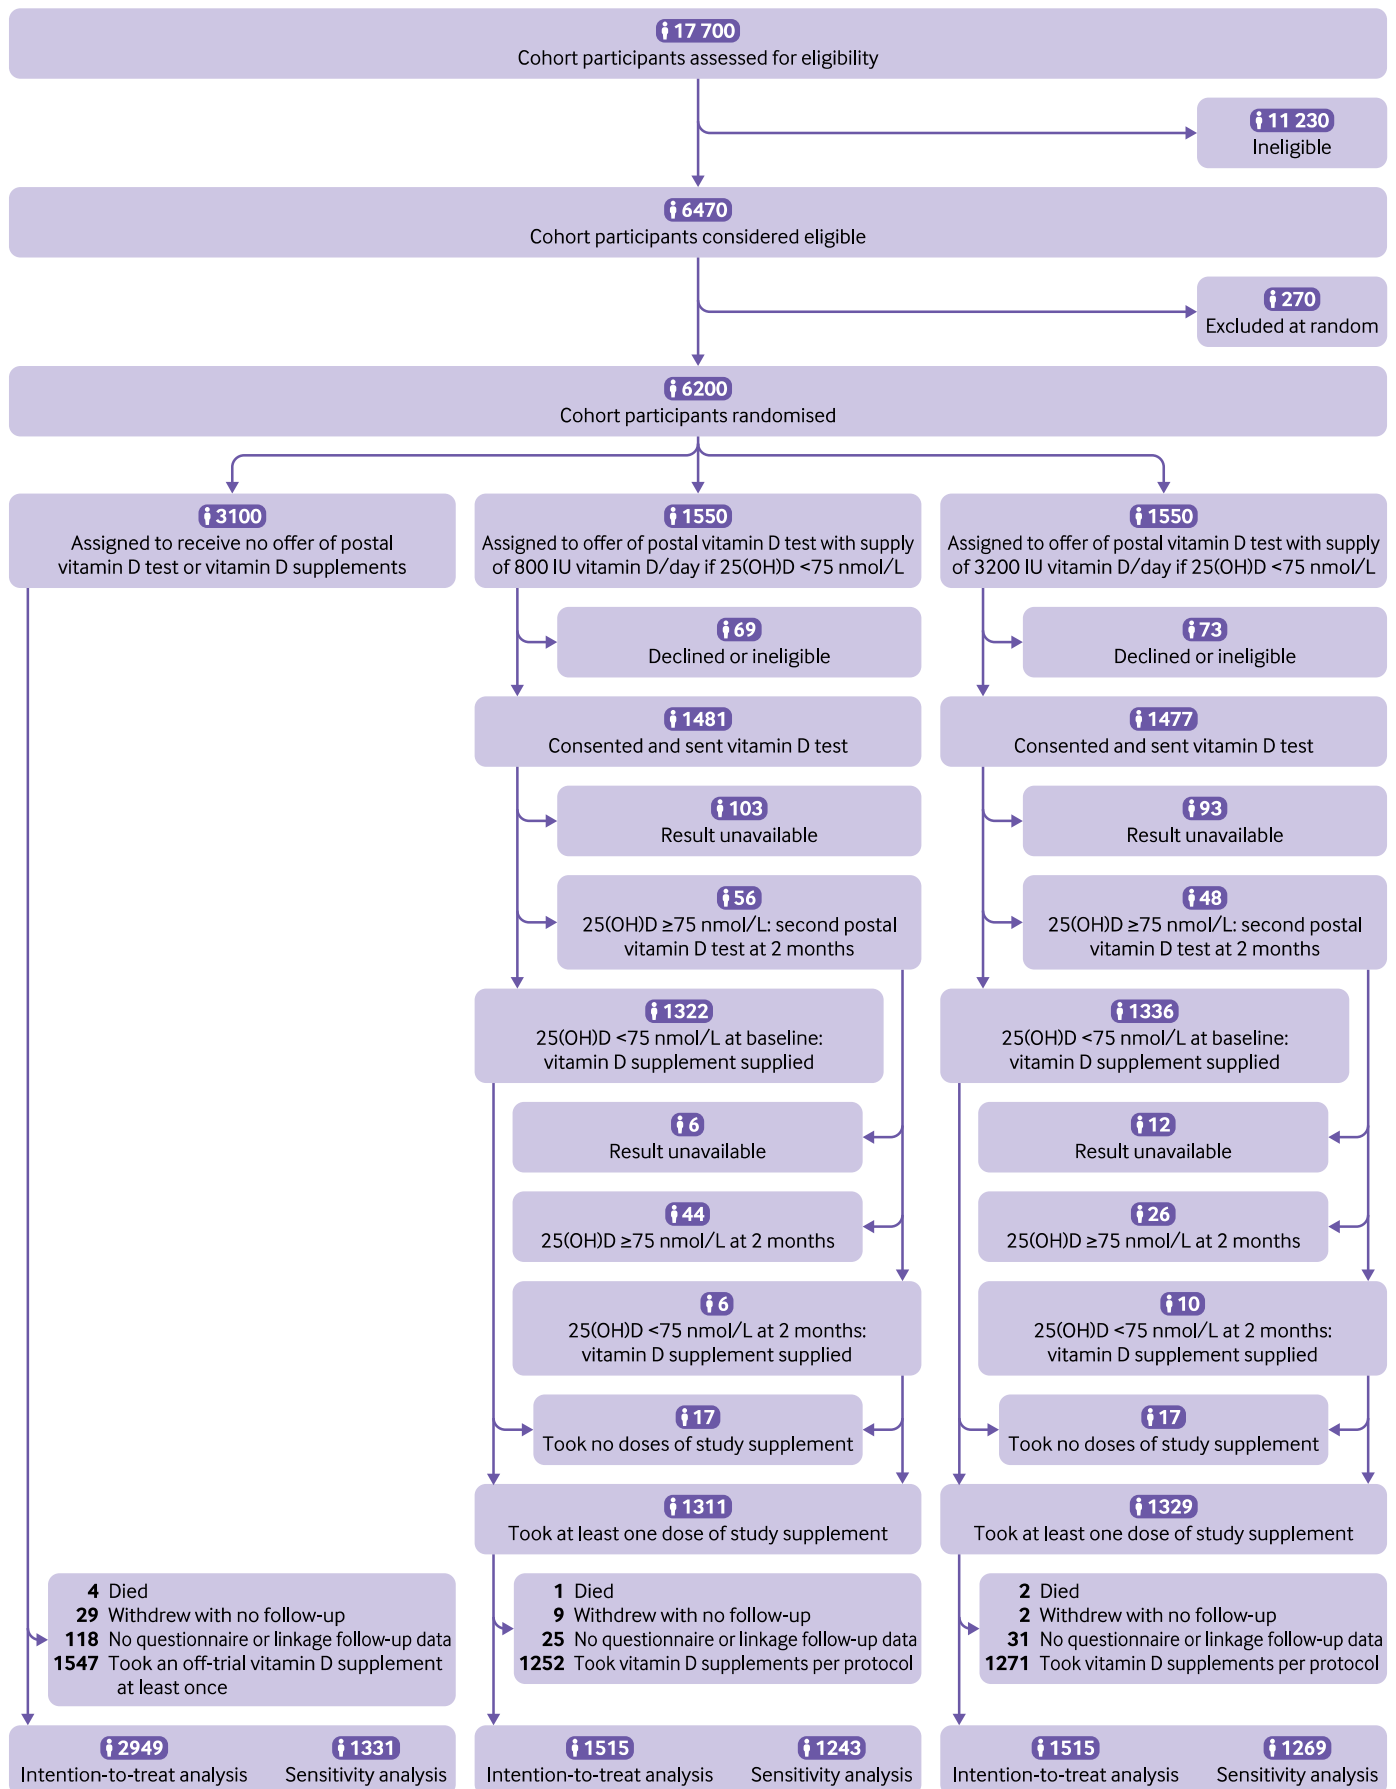 17 700
Cohort participants assessed for eligibility
11 230
Ineligible
6470
Cohort participants considered eligible
270
Excluded at random
6200
Cohort participants randomised
3100
Assigned to receive no offer of postal
vitamin D test or vitamin D supplements
1550
Assigned to offer of postal vitamin D test with supply
of 800 IU vitamin D/day if 25(OH)D <75 nmol/L
1550
Assigned to offer of postal vitamin D test with supply
of 3200 IU vitamin D/day if 25(OH)D <75 nmol/L
69
Declined or ineligible
73
Declined or ineligible
1481
Consented and sent vitamin D test
1477
Consented and sent vitamin D test
103
Result unavailable
93
Result unavailable
56
25(OH)D ≥75 nmol/L: second postal
vitamin D test at 2 months
48
25(OH)D ≥75 nmol/L: second postal
vitamin D test at 2 months
1322
25(OH)D <75 nmol/L at baseline:
vitamin D supplement supplied
1336
25(OH)D <75 nmol/L at baseline:
vitamin D supplement supplied
6
Result unavailable
12
Result unavailable
44
25(OH)D ≥75 nmol/L at 2 months
26
25(OH)D ≥75 nmol/L at 2 months
6
25(OH)D <75 nmol/L at 2 months:
vitamin D supplement supplied
10
25(OH)D <75 nmol/L at 2 months:
vitamin D supplement supplied
17
Took no doses of study supplement
17
Took no doses of study supplement
1311
Took at least one dose of study supplement
1329
Took at least one dose of study supplement
4 Died
29 Withdrew with no follow-up
118 No questionnaire or linkage follow-up data
1547 Took an off-trial vitamin D supplement
at least once
1 Died
9 Withdrew with no follow-up
25 No questionnaire or linkage follow-up data
1252 Took vitamin D supplements per protocol
2 Died
2 Withdrew with no follow-up
31 No questionnaire or linkage follow-up data
1271 Took vitamin D supplements per protocol
2949
Intention-to-treat analysis
1331
Sensitivity analysis
1515
Intention-to-treat analysis
1243
Sensitivity analysis
1515
Intention-to-treat analysis
1269
Sensitivity analysis